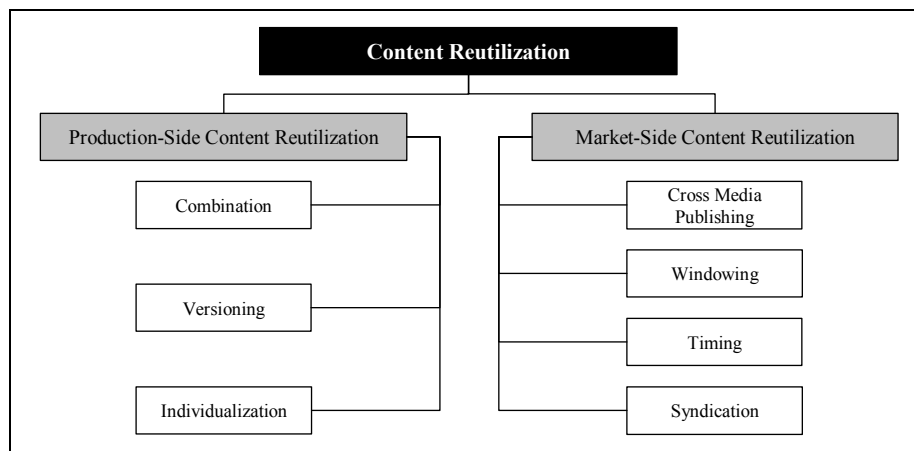 Content Reutilization
Production-Side Content Reutilization
Market-Side Content Reutilization
Combination
Versioning
Individualization
Cross Media
Publishing
Windowing
Timing
Syndication